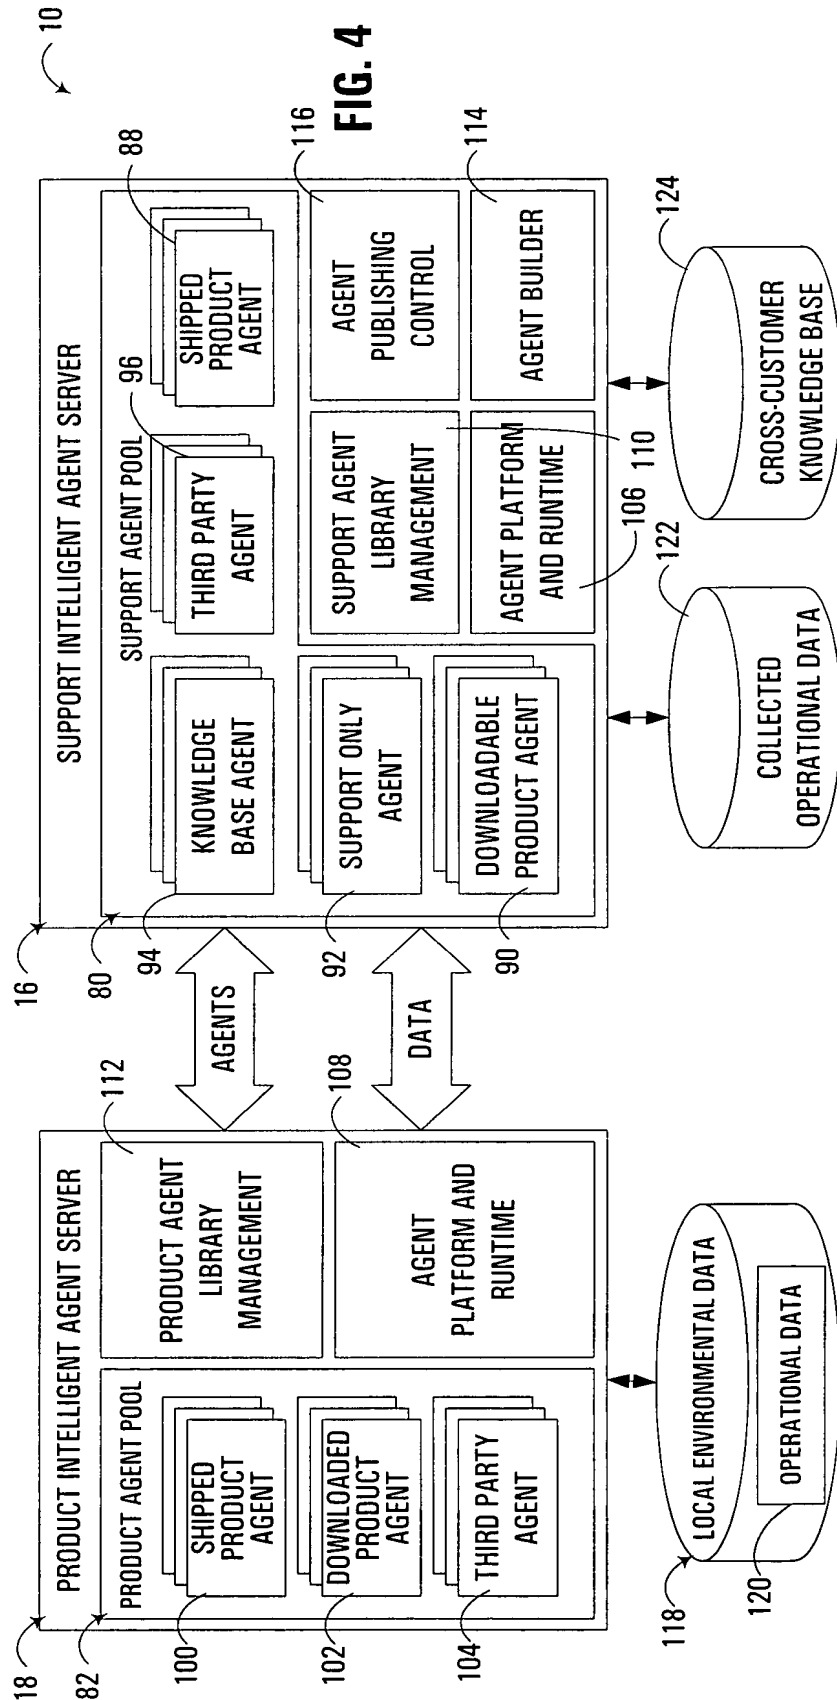 10
FIG. 4
18
PRODUCT INTELLIGENT AGENT SERVER
82
PRODUCT AGENT POOL
100
SHIPPED
PRODUCT
AGENT
102
DOWNLOADED
PRODUCT
AGENT
104
THIRD PARTY
AGENT
112
PRODUCT AGENT
LIBRARY
MANAGEMENT
108
AGENT
PLATFORM AND
RUNTIME
118
LOCAL ENVIRONMENTAL DATA
120
OPERATIONAL DATA
AGENTS
DATA
16
SUPPORT INTELLIGENT AGENT SERVER
80
SUPPORT AGENT POOL
94
KNOWLEDGE
BASE AGENT
96
THIRD PARTY
AGENT
88
SHIPPED
PRODUCT
AGENT
92
SUPPORT ONLY
AGENT
90
DOWNLOADABLE
PRODUCT AGENT
110
SUPPORT AGENT
LIBRARY
MANAGEMENT
116
AGENT
PUBLISHING
CONTROL
106
AGENT PLATFORM
AND RUNTIME
114
AGENT BUILDER
122
COLLECTED
OPERATIONAL DATA
124
CROSS-CUSTOMER
KNOWLEDGE BASE